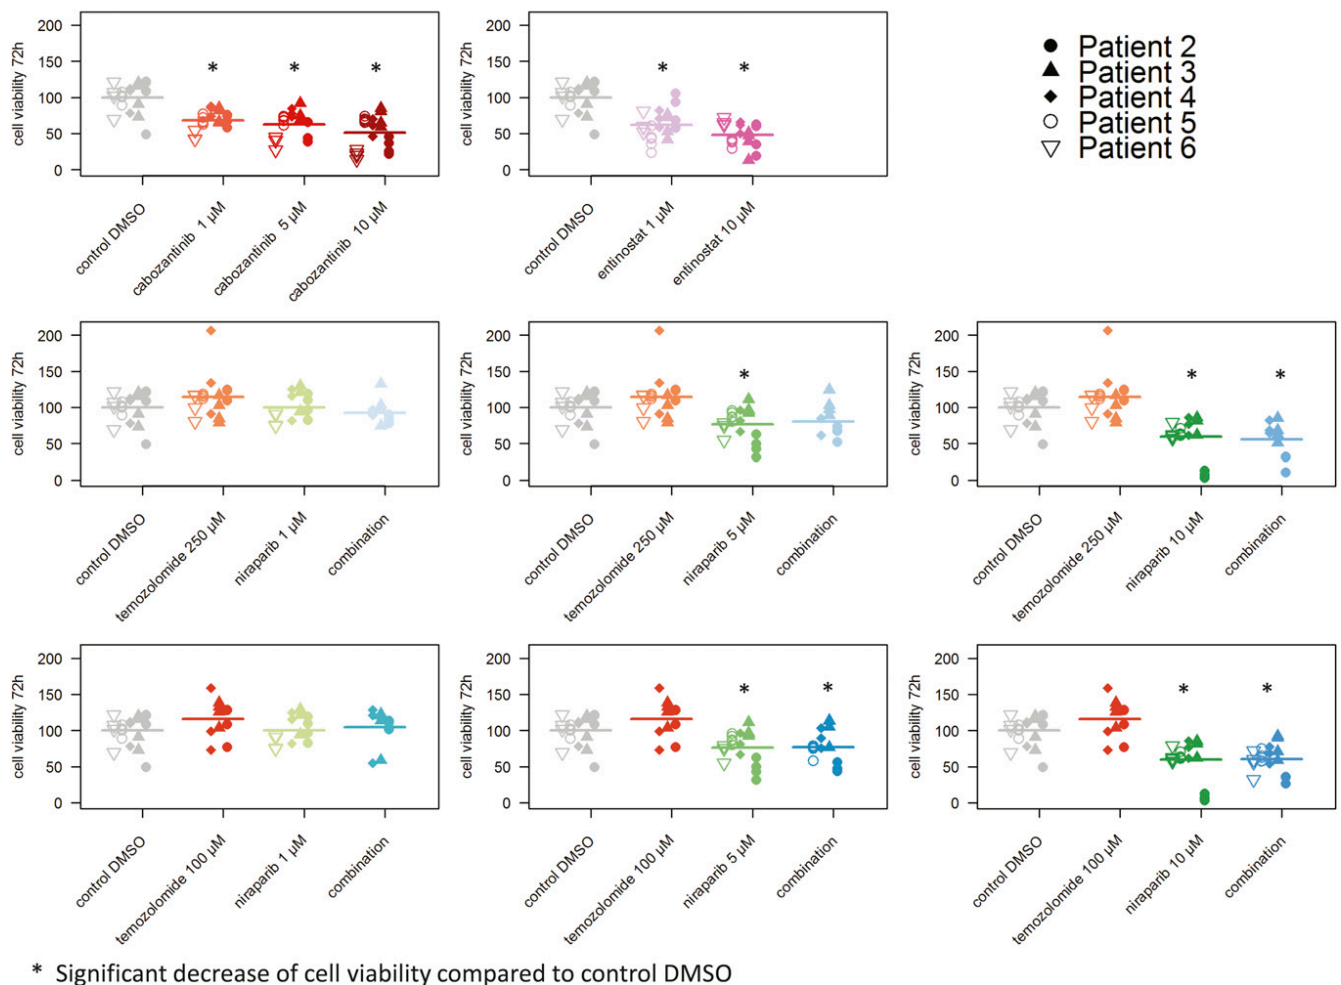 cell viability 72h
200
150
100
50
0
*
*
*
control DMSO
cabozantinib 1 µM
cabozantinib 5 µM
cabozantinib 10 µM
cell viability 72h
200
150
100
50
0
*
*
control DMSO
entinostat 1 µM
entinostat 10 µM
Patient 2
Patient 3
Patient 4
Patient 5
Patient 6
cell viability 72h
200
150
100
50
0
control DMSO
temozolomide 250 µM
niraparib 1 µM
combination
cell viability 72h
200
150
100
50
0
*
control DMSO
temozolomide 250 µM
niraparib 5 µM
combination
cell viability 72h
200
150
100
50
0
*
*
control DMSO
temozolomide 250 µM
niraparib 10 µM
combination
cell viability 72h
200
150
100
50
0
control DMSO
temozolomide 100 µM
niraparib 1 µM
combination
cell viability 72h
200
150
100
50
0
*
*
control DMSO
temozolomide 100 µM
niraparib 5 µM
combination
cell viability 72h
200
150
100
50
0
*
*
control DMSO
temozolomide 100 µM
niraparib 10 µM
combination
* Significant decrease of cell viability compared to control DMSO